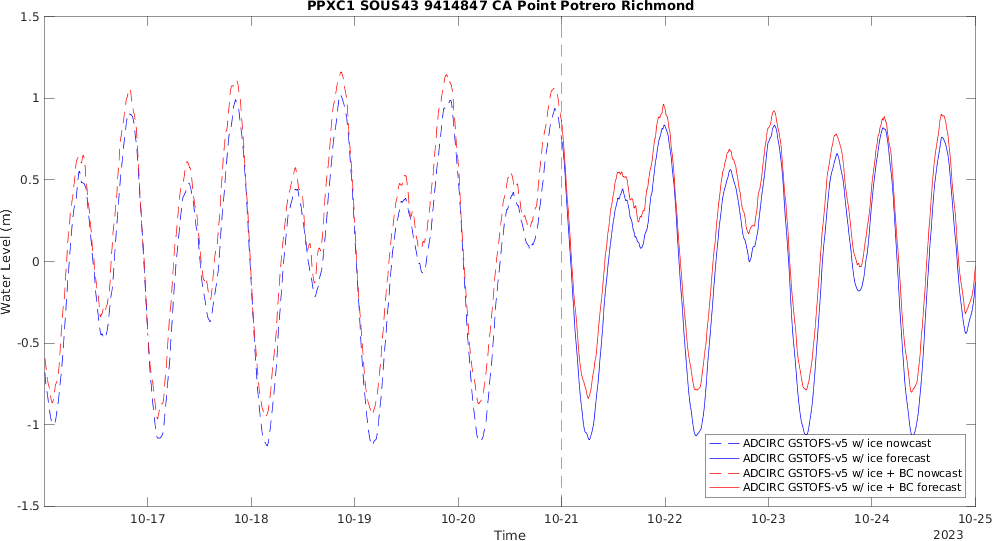 PPXC1 SOUS43 9414847 CA Point Potrero Richmond
1.5
1
0.5
0
-0.5
-1
-1.5
Water Level (m)
10-17 10-18 10-19 10-20 10-21 10-22 10-23 10-24 10-25
Time
2023
ADCIRC GSTOFS-v5 w/ ice nowcast
ADCIRC GSTOFS-v5 w/ ice forecast
ADCIRC GSTOFS-v5 w/ ice + BC nowcast
ADCIRC GSTOFS-v5 w/ ice + BC forecast